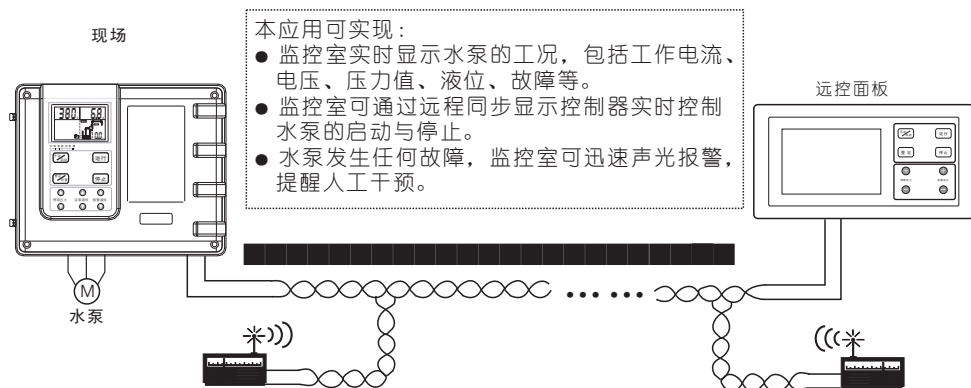 现场
本应用可实现：
● 监控室实时显示水泵的工况，包括工作电流、
电压、压力值、液位、故障等。
● 监控室可通过远程同步显示控制器实时控制
水泵的启动与停止。
● 水泵发生任何故障，监控室可迅速声光报警，
提醒人工干预。
远控面板
380 6.8
运行
停止
运行
停止
M
水泵